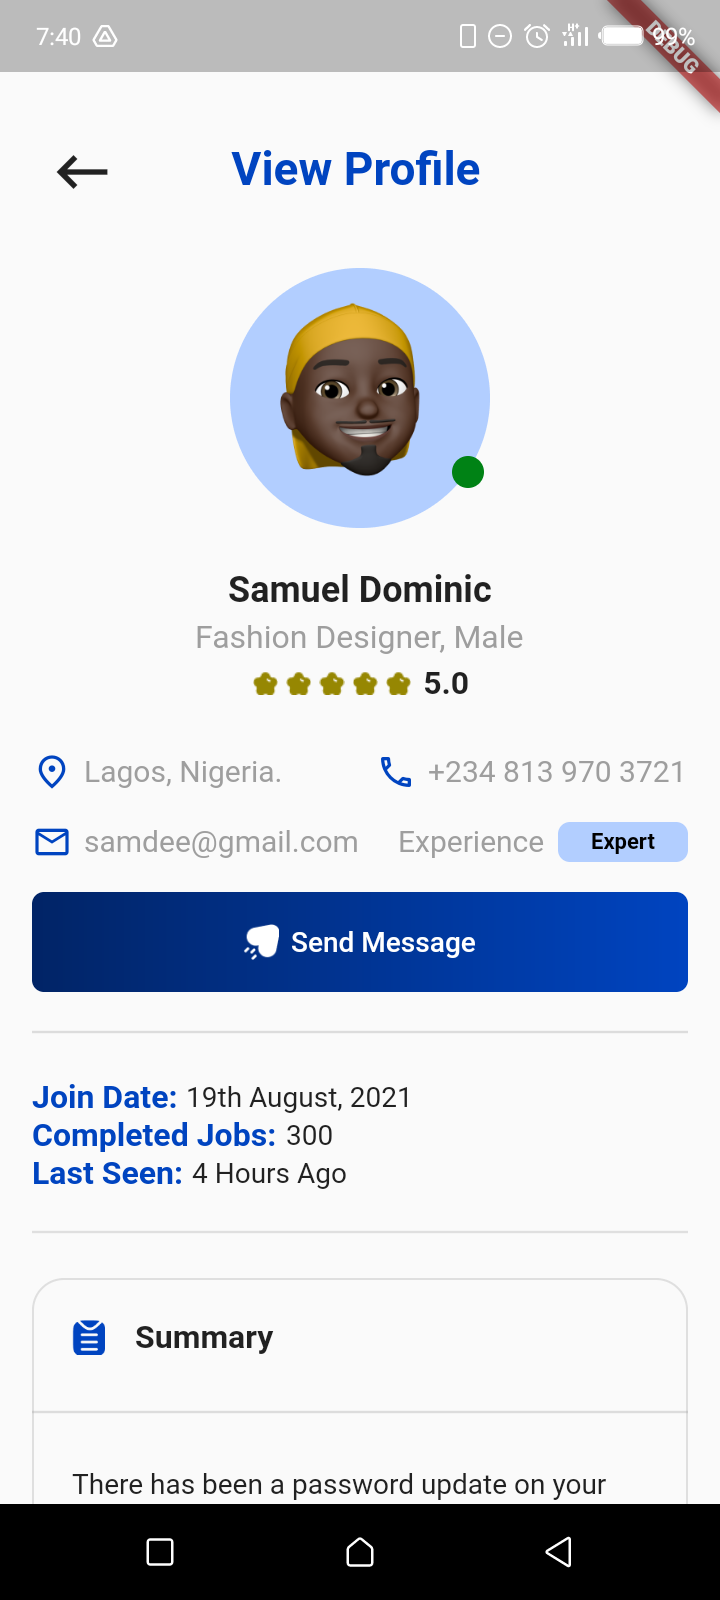 7:40 99%
DEBUG
View Profile
Samuel Dominic
Fashion Designer, Male
5.0
Lagos, Nigeria. +234 813 970 3721
samdee@gmail.com Experience Expert
Send Message
Join Date: 19th August, 2021
Completed Jobs: 300
Last Seen: 4 Hours Ago
Summary
There has been a password update on your